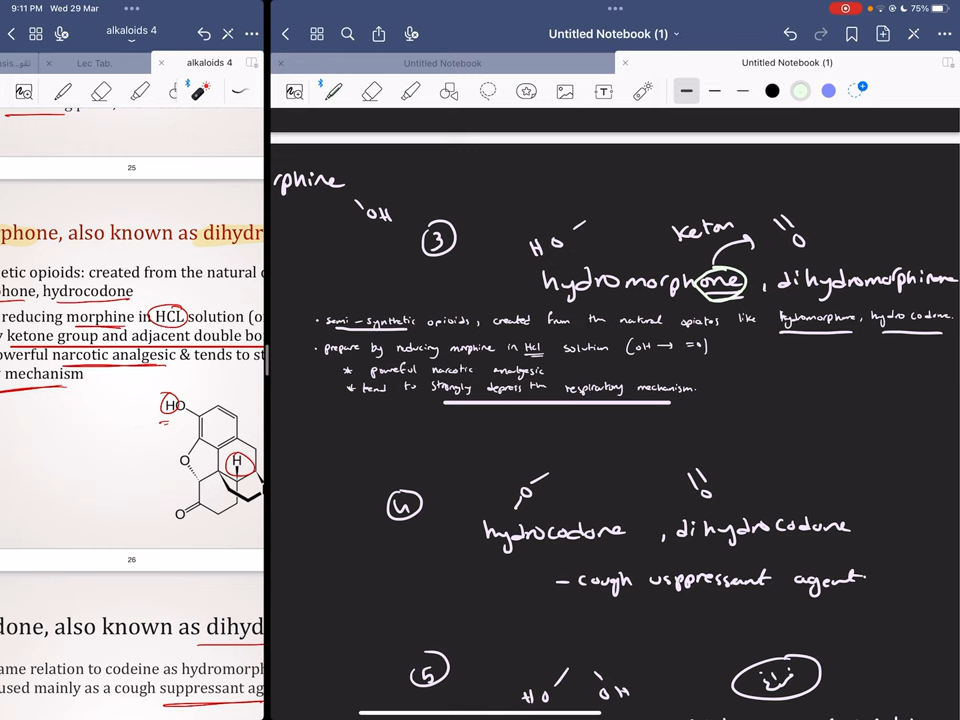 9:11 PM Wed 29 Mar
75%
alkaloids 4
Untitled Notebook (1)
Lec Tab.
alkaloids 4
Untitled Notebook
Untitled Notebook (1)
25
phone, also known as dihydr
etic opioids: created from the natural
phone, hydrocodone
reducing morphine in HCL solution (o
ketone group and adjacent double bo
owerful narcotic analgesic & tends to st
mechanism
HO
O
H
O
26
done, also known as dihyd
ame relation to codeine as hydromorph
used mainly as a cough suppressant ag
rphine
OH
3
HO
keton
O
hydromorphone, dihydromorphinone
• semi-synthetic opioids, created from the natural opiates like hydromorphone, hydrocodone.
• prepare by reducing morphine in Hcl solution (OH → =O)
* poweful narcotic analgesic
* tend to strongly depress the respiratory mechanism.
4
O
O
hydrocodone, dihydrocodone
- cough usppressant agent.
5
HO
OH